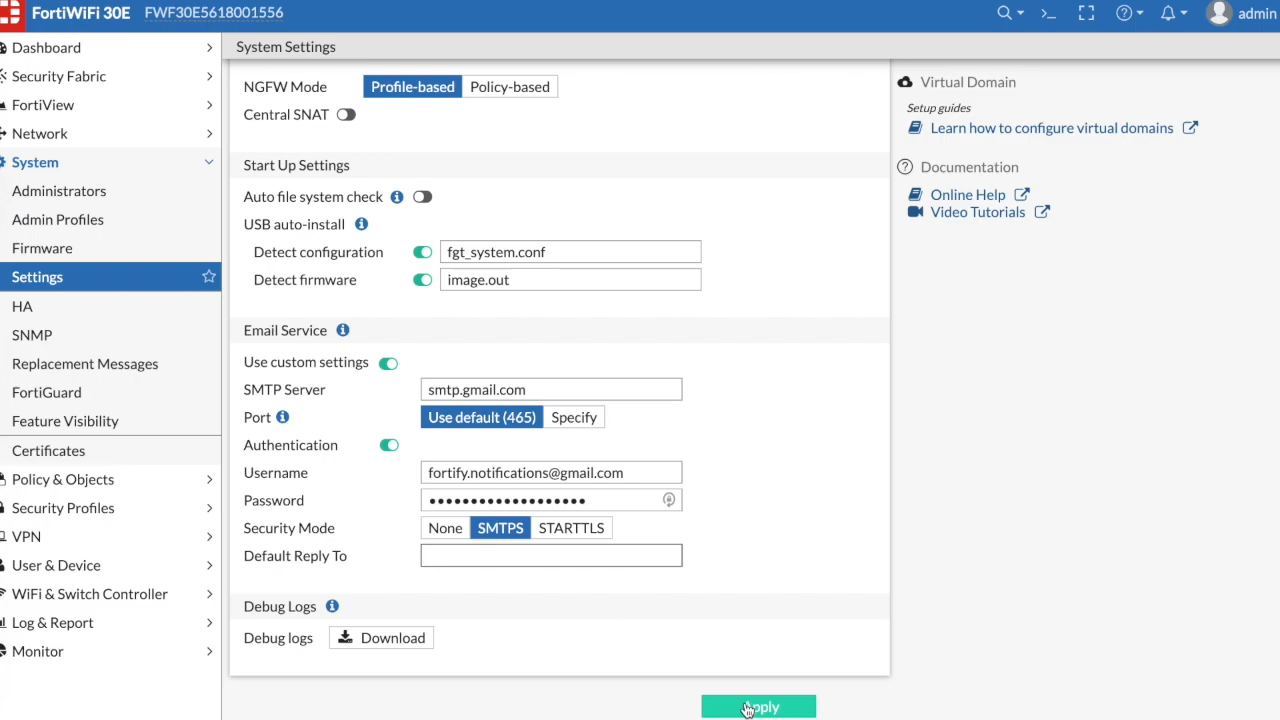 FortiWiFi 30E FWF30E5618001556
admin
Dashboard
Security Fabric
FortiView
Network
System
Administrators
Admin Profiles
Firmware
Settings
HA
SNMP
Replacement Messages
FortiGuard
Feature Visibility
Certificates
Policy & Objects
Security Profiles
VPN
User & Device
WiFi & Switch Controller
Log & Report
Monitor
System Settings
NGFW Mode Profile-based Policy-based
Central SNAT
Start Up Settings
Auto file system check
USB auto-install
Detect configuration fgt_system.conf
Detect firmware image.out
Email Service
Use custom settings
SMTP Server smtp.gmail.com
Port Use default (465) Specify
Authentication
Username fortify.notifications@gmail.com
Password
Security Mode None SMTPS STARTTLS
Default Reply To
Debug Logs
Debug logs Download
Apply
Virtual Domain
Setup guides
Learn how to configure virtual domains
Documentation
Online Help
Video Tutorials